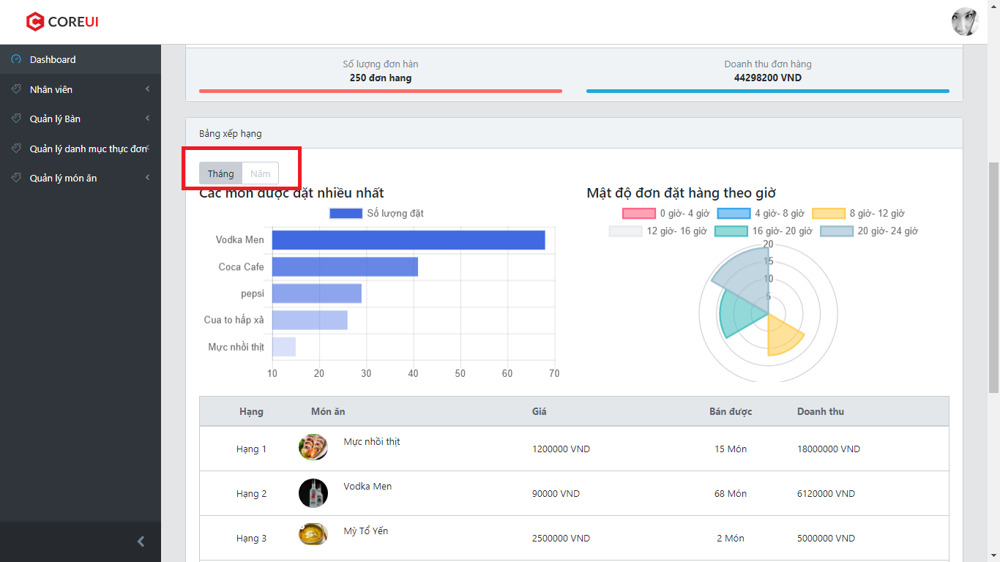 COREUI
Dashboard
Nhân viên
Quản lý Bàn
Quản lý danh mục thực đơn
Quản lý món ăn
Số lượng đơn hàn
250 đơn hang
Doanh thu đơn hàng
44298200 VND
Bảng xếp hạng
Tháng Năm
Các món được đặt nhiều nhất
Số lượng đặt
Vodka Men
Coca Cafe
pepsi
Cua to hấp xả
Mực nhồi thịt
10 20 30 40 50 60 70
Mật độ đơn đặt hàng theo giờ
0 giờ- 4 giờ 4 giờ- 8 giờ 8 giờ- 12 giờ
12 giờ- 16 giờ 16 giờ- 20 giờ 20 giờ- 24 giờ
20
15
10
5
Hạng Món ăn Giá Bán được Doanh thu
Hạng 1 Mực nhồi thịt 1200000 VND 15 Món 18000000 VND
Hạng 2 Vodka Men 90000 VND 68 Món 6120000 VND
Hạng 3 Mỳ Tổ Yến 2500000 VND 2 Món 5000000 VND